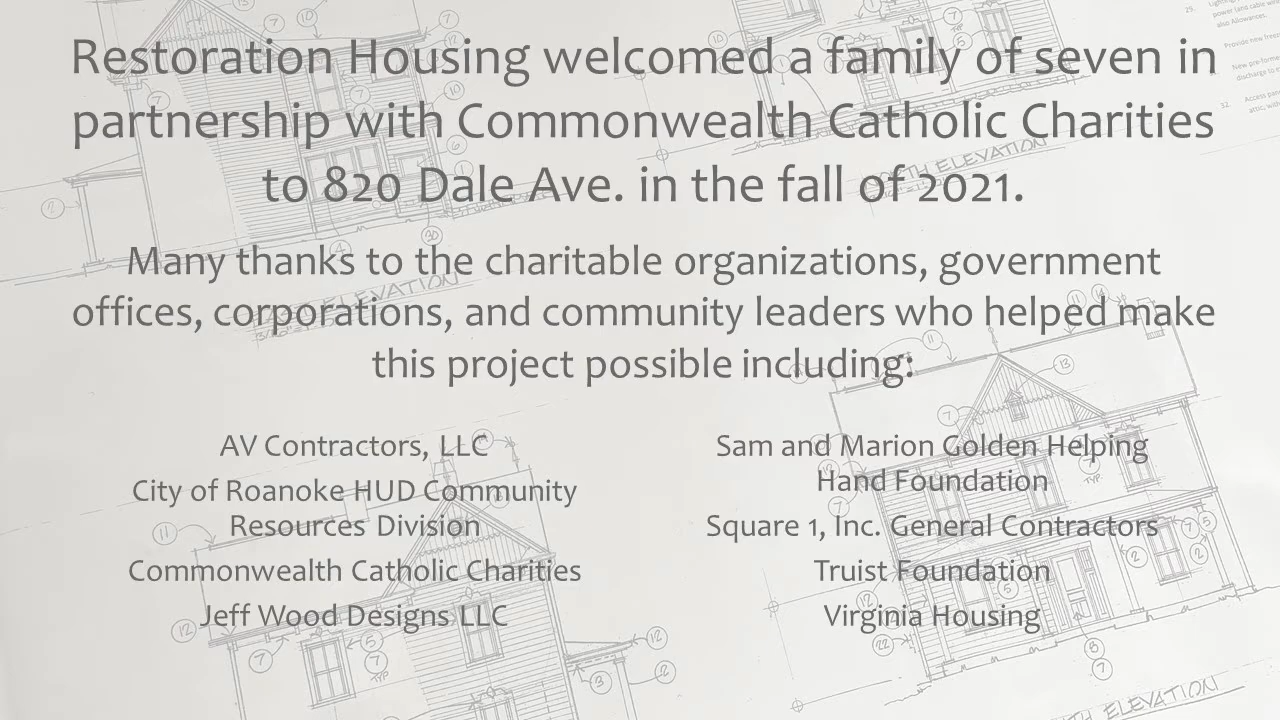 Restoration Housing welcomed a family of seven in
partnership with Commonwealth Catholic Charities
to 820 Dale Ave. in the fall of 2021.
Many thanks to the charitable organizations, government
offices, corporations, and community leaders who helped make
this project possible including:
AV Contractors, LLC
City of Roanoke HUD Community
Resources Division
Commonwealth Catholic Charities
Jeff Wood Designs LLC
Sam and Marion Golden Helping
Hand Foundation
Square 1, Inc. General Contractors
Truist Foundation
Virginia Housing
ELEVATION
ELEVATION
ELEVATION